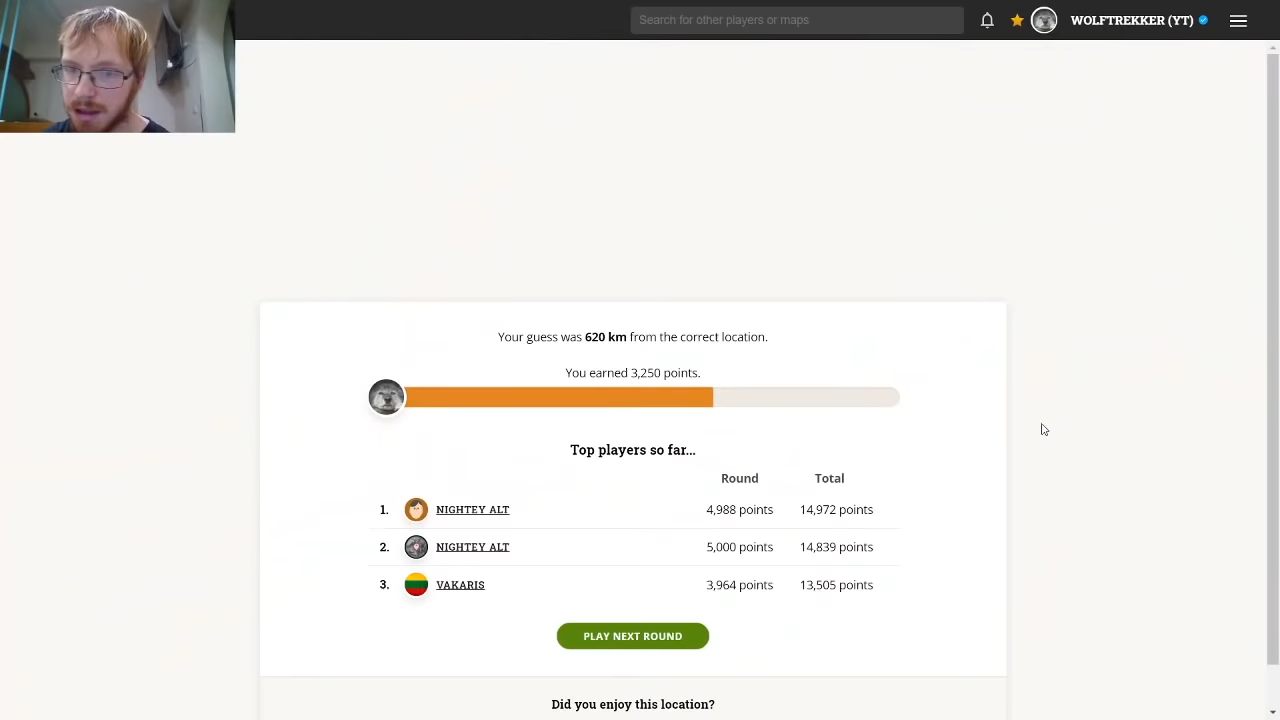 Search for other players or maps
WOLFTREKKER (YT)
Your guess was 620 km from the correct location.
You earned 3,250 points.
Top players so far...
Round Total
1. NIGHTEY ALT 4,988 points 14,972 points
2. NIGHTEY ALT 5,000 points 14,839 points
3. VAKARIS 3,964 points 13,505 points
PLAY NEXT ROUND
Did you enjoy this location?